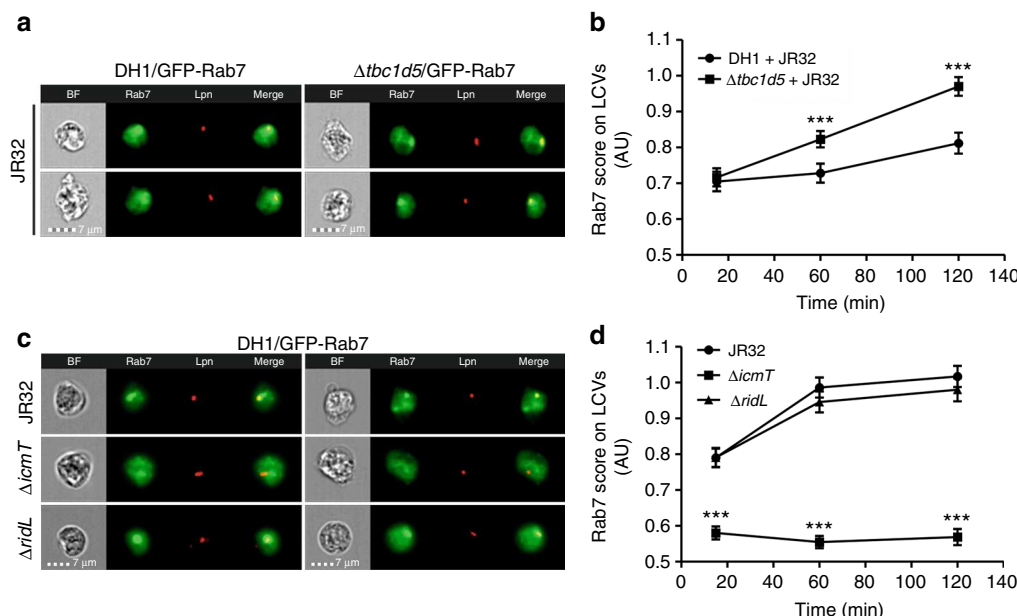 a
DH1/GFP-Rab7
Δtbc1d5/GFP-Rab7
BF Rab7 Lpn Merge BF Rab7 Lpn Merge
JR32
7 μm 7 μm
b
1.1
1.0
0.9
0.8
0.7
0.6
0.5
Rab7 score on LCVs
(AU)
DH1 + JR32
Δtbc1d5 + JR32
***
***
0 20 40 60 80 100 120 140
Time (min)
c
DH1/GFP-Rab7
BF Rab7 Lpn Merge BF Rab7 Lpn Merge
JR32
ΔicmT
ΔridL
7 μm 7 μm
d
1.1
1.0
0.9
0.8
0.7
0.6
0.5
Rab7 score on LCVs
(AU)
JR32
ΔicmT
ΔridL
*** *** ***
0 20 40 60 80 100 120 140
Time (min)